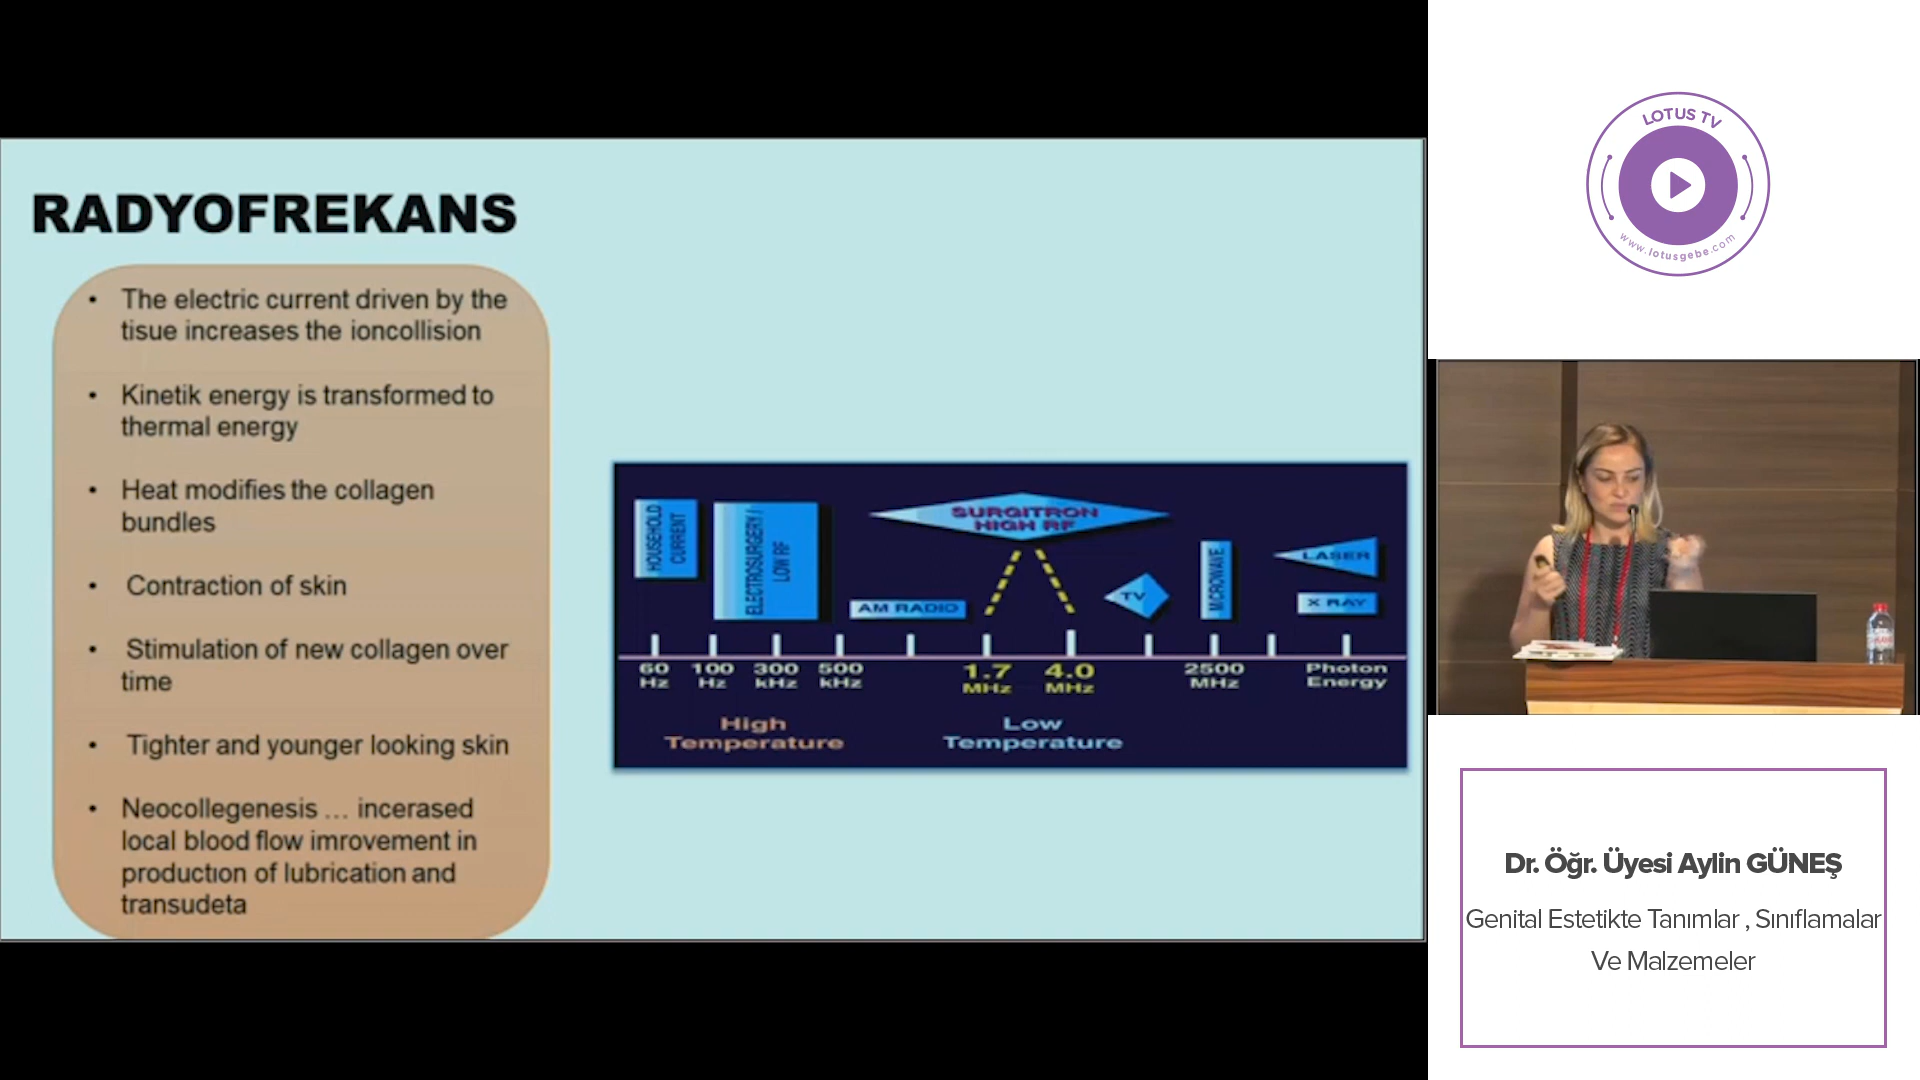 RADYOFREKANS
• The electric current driven by the
tisue increases the ioncollision
• Kinetik energy is transformed to
thermal energy
• Heat modifies the collagen
bundles
• Contraction of skin
• Stimulation of new collagen over
time
• Tighter and younger looking skin
• Neocollegenesis ... incerased
local blood flow imrovement in
productıon of lubrication and
transudeta
HOUSEHOLD
CURRENT
ELECTROSURGERY /
LOW RF
SURGITRON
HIGH RF
AM RADIO
TV
MICROWAVE
LASER
X RAY
60
Hz
100
Hz
300
kHz
500
kHz
1.7
MHz
4.0
MHz
2500
MHz
Photon
Energy
High
Temperature
Low
Temperature
LOTUS TV
www.lotusgebe.com
Dr. Öğr. Üyesi Aylin GÜNEŞ
Genital Estetikte Tanımlar , Sınıflamalar
Ve Malzemeler